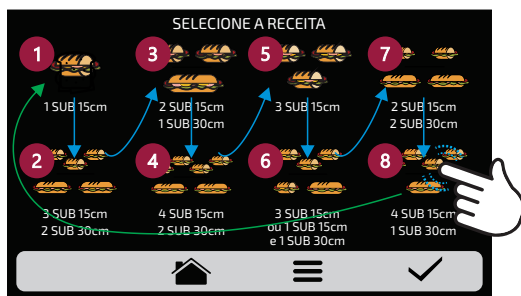 SELECIONE A RECEITA
1
3
5
7
1 SUB 15cm
2 SUB 15cm
1 SUB 30cm
3 SUB 15cm
2 SUB 15cm
2 SUB 30cm
2
4
6
8
3 SUB 15cm
2 SUB 30cm
4 SUB 15cm
2 SUB 30cm
3 SUB 15cm
ou 1 SUB 15cm
e 1 SUB 30cm
4 SUB 15cm
1 SUB 30cm